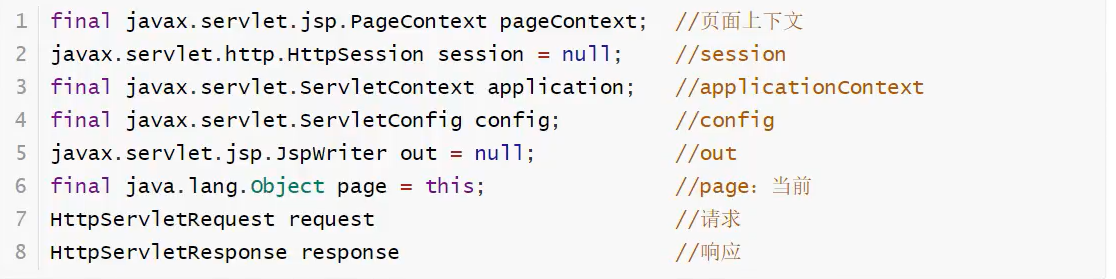 1 final javax.servlet.jsp.PageContext pageContext; //页面上下文
2 javax.servlet.http.HttpSession session = null; //session
3 final javax.servlet.ServletContext application; //applicationContext
4 final javax.servlet.ServletConfig config; //config
5 javax.servlet.jsp.JspWriter out = null; //out
6 final java.lang.Object page = this; //page：当前
7 HttpServletRequest request //请求
8 HttpServletResponse response //响应